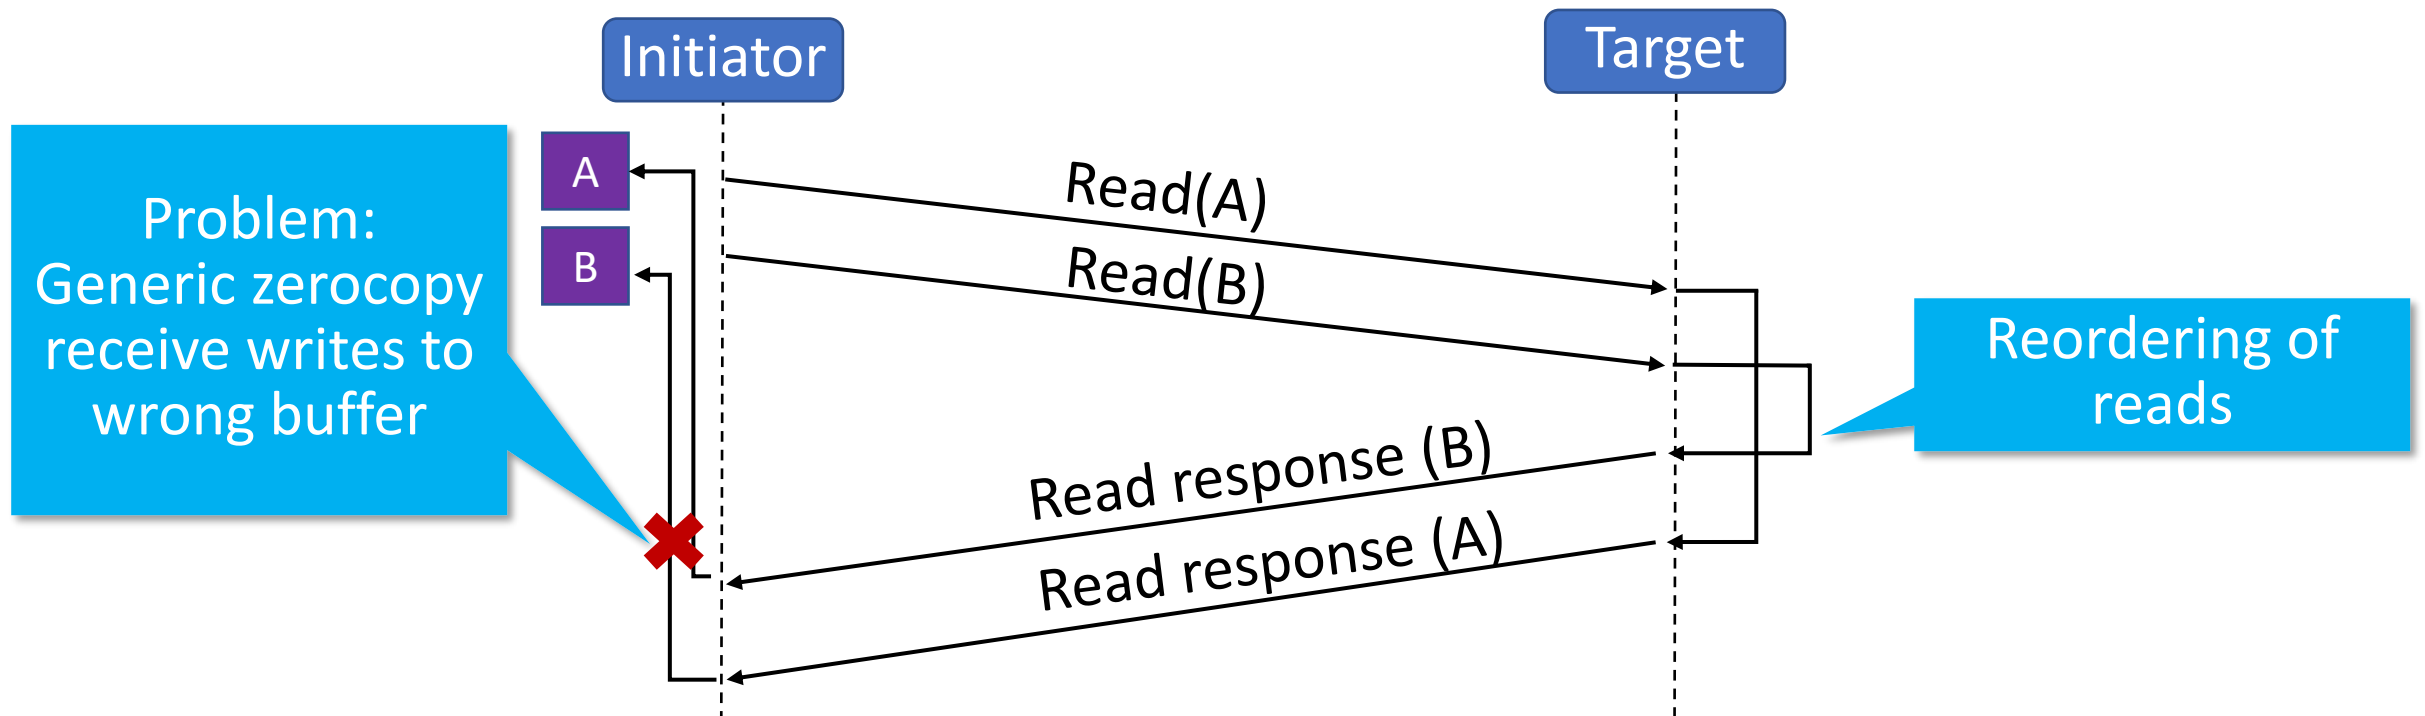 Initiator
Target
A
B
Problem:
Generic zerocopy
receive writes to
wrong buffer
Read(A)
Read(B)
Reordering of
reads
Read response (B)
Read response (A)